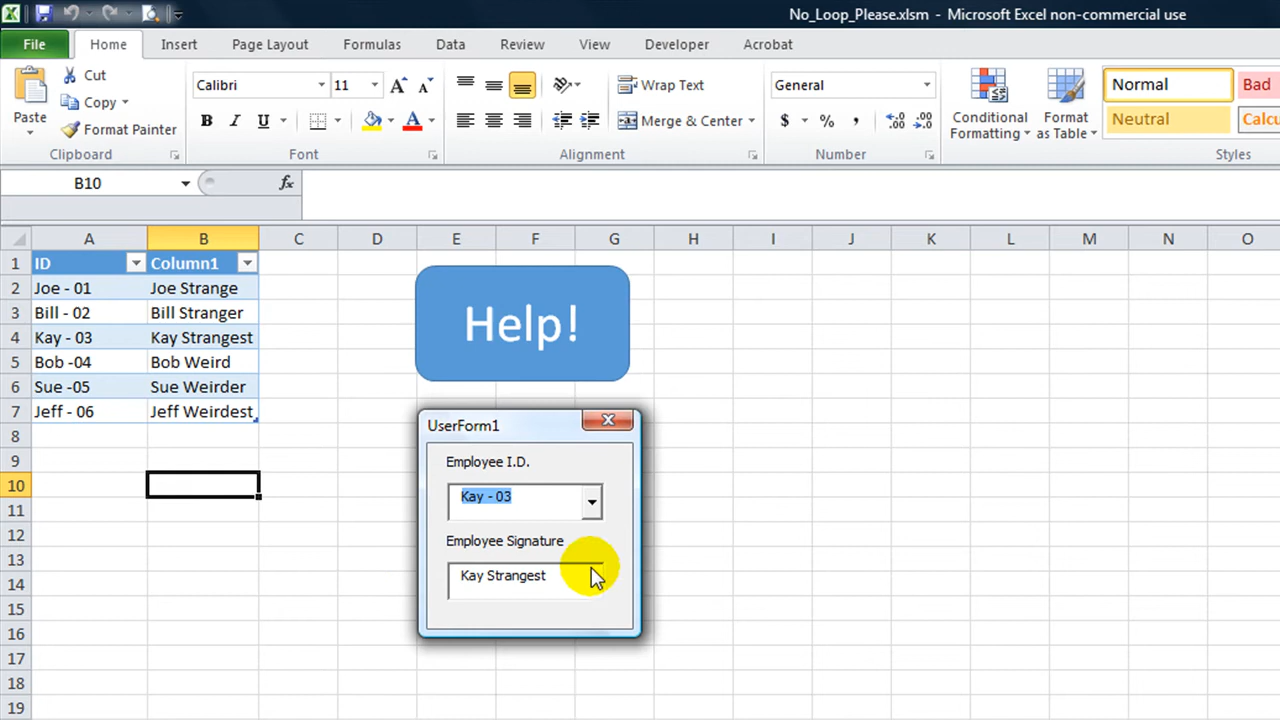 No_Loop_Please.xlsm - Microsoft Excel non-commercial use
File Home Insert Page Layout Formulas Data Review View Developer Acrobat
Paste
Cut
Copy
Format Painter
Clipboard
Calibri 11
B I U
Font
Wrap Text
Merge & Center
Alignment
General
$ % ,
Number
Conditional
Formatting
Format
as Table
Normal Bad
Neutral Calcu
Styles
B10 fx
A B C D E F G H I J K L M N O
1 ID Column1
2 Joe - 01 Joe Strange
3 Bill - 02 Bill Stranger
4 Kay - 03 Kay Strangest
5 Bob -04 Bob Weird
6 Sue -05 Sue Weirder
7 Jeff - 06 Jeff Weirdest
8
9
10
11
12
13
14
15
16
17
18
19
Help!
UserForm1
Employee I.D.
Kay - 03
Employee Signature
Kay Strangest